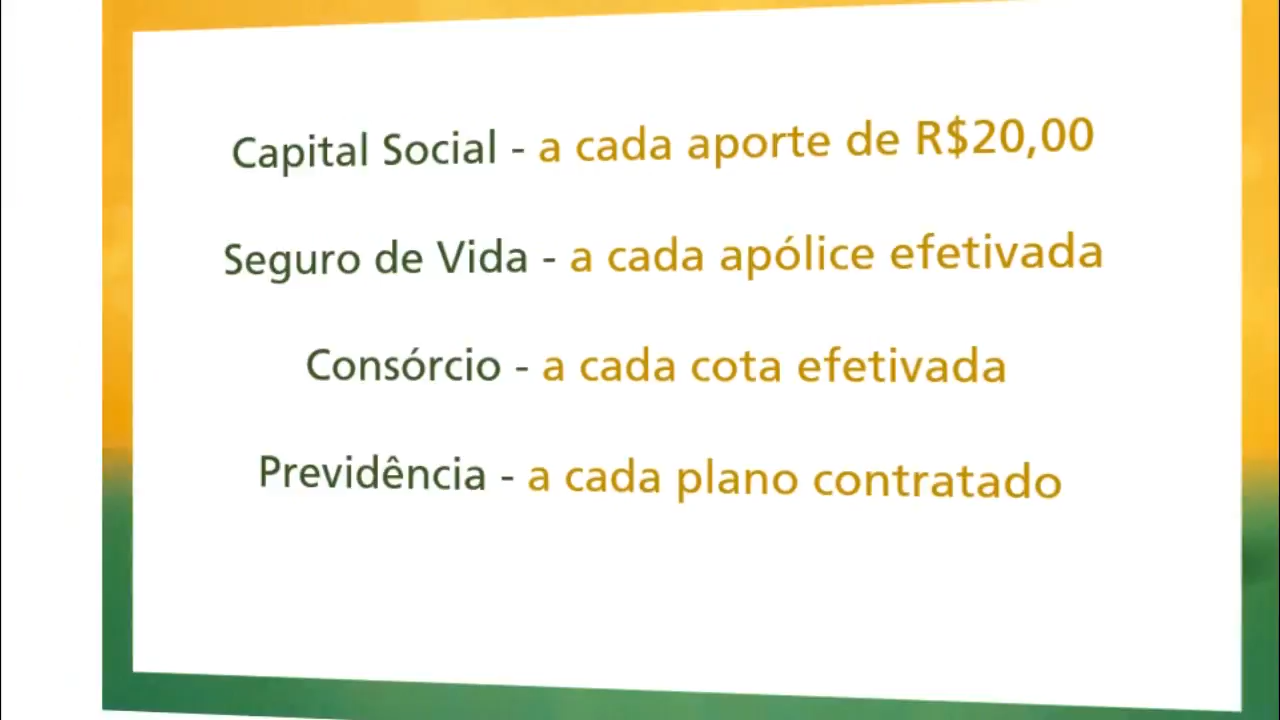 Capital Social - a cada aporte de R$20,00
Seguro de Vida - a cada apólice efetivada
Consórcio - a cada cota efetivada
Previdência - a cada plano contratado